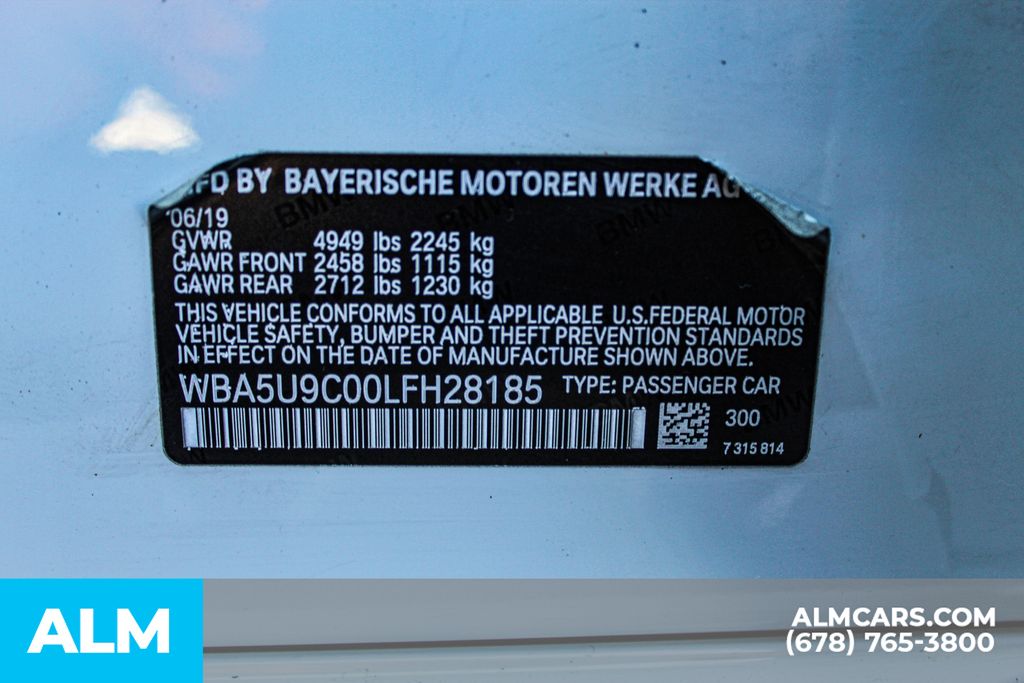 MFD BY BAYERISCHE MOTOREN WERKE AG
06/19
GVWR 4949 lbs 2245 kg
GAWR FRONT 2458 lbs 1115 kg
GAWR REAR 2712 lbs 1230 kg
THIS VEHICLE CONFORMS TO ALL APPLICABLE U.S.FEDERAL MOTOR
VEHICLE SAFETY, BUMPER AND THEFT PREVENTION STANDARDS
IN EFFECT ON THE DATE OF MANUFACTURE SHOWN ABOVE.
WBA5U9C00LFH28185 TYPE: PASSENGER CAR
300
7 315 814
ALM
ALMCARS.COM
(678) 765-3800